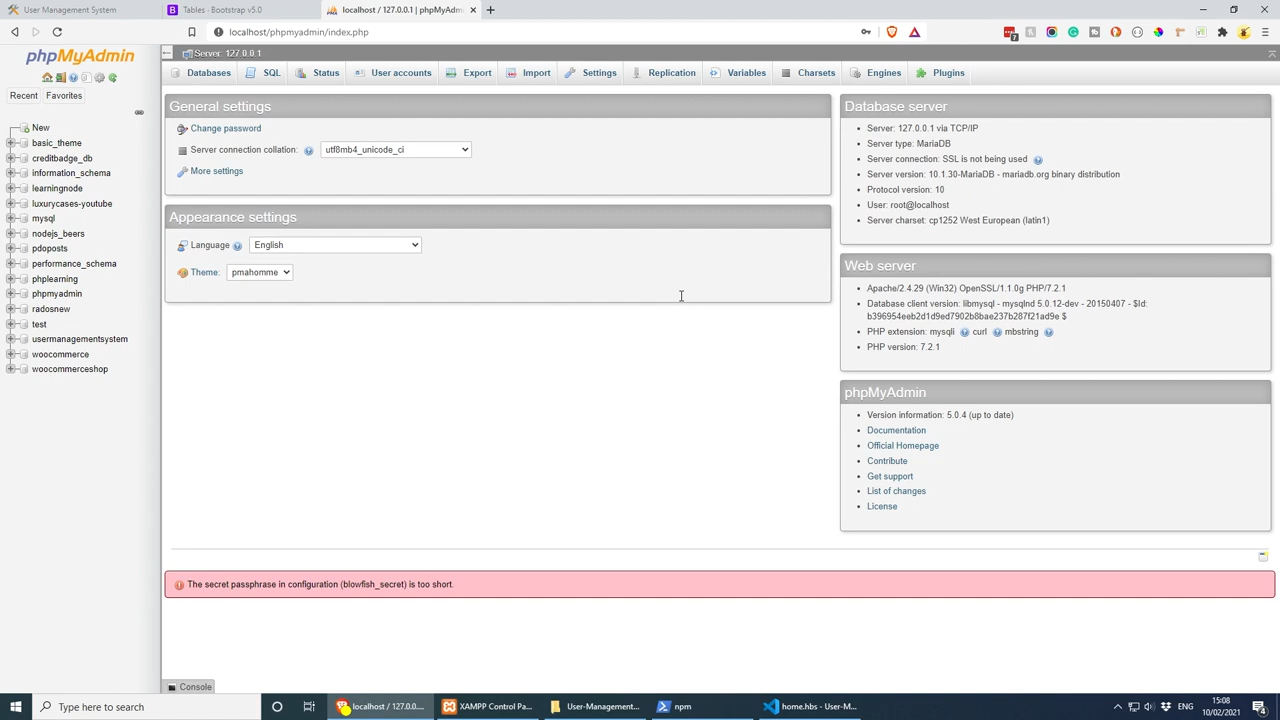 User Management System
Tables · Bootstrap v5.0
localhost / 127.0.0.1 | phpMyAdm
localhost/phpmyadmin/index.php
7
phpMyAdmin
Server: 127.0.0.1
Databases SQL Status User accounts Export Import Settings Replication Variables Charsets Engines Plugins
Recent Favorites
New
basic_theme
creditbadge_db
information_schema
learningnode
luxurycases-youtube
mysql
nodejs_beers
pdoposts
performance_schema
phplearning
phpmyadmin
radosnew
test
usermanagementsystem
woocommerce
woocommerceshop
General settings
Change password
Server connection collation: utf8mb4_unicode_ci
More settings
Appearance settings
Language English
Theme: pmahomme
Database server
Server: 127.0.0.1 via TCP/IP
Server type: MariaDB
Server connection: SSL is not being used
Server version: 10.1.30-MariaDB - mariadb.org binary distribution
Protocol version: 10
User: root@localhost
Server charset: cp1252 West European (latin1)
Web server
Apache/2.4.29 (Win32) OpenSSL/1.1.0g PHP/7.2.1
Database client version: libmysql - mysqlnd 5.0.12-dev - 20150407 - $Id:
b396954eeb2d1d9ed7902b8bae237b287f21ad9e $
PHP extension: mysqli curl mbstring
PHP version: 7.2.1
phpMyAdmin
Version information: 5.0.4 (up to date)
Documentation
Official Homepage
Contribute
Get support
List of changes
License
The secret passphrase in configuration (blowfish_secret) is too short.
Console
Type here to search
localhost / 127.0.0....
XAMPP Control Pa...
User-Management...
npm
home.hbs - User-M...
ENG
15:08
10/02/2021
4